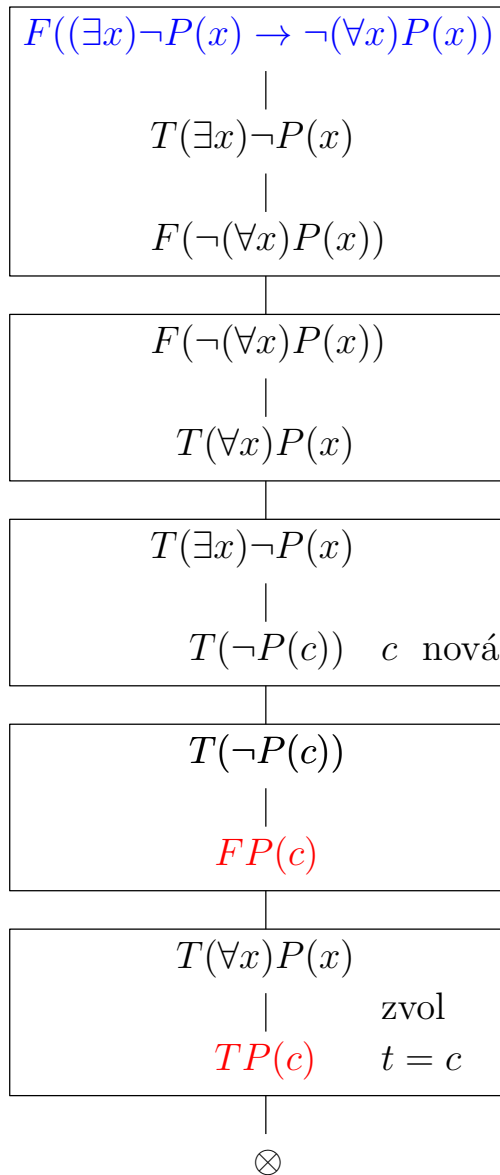 F((∃x)¬P(x) → ¬(∀x)P(x))
T(∃x)¬P(x)
F(¬(∀x)P(x))
F(¬(∀x)P(x))
T(∀x)P(x)
T(∃x)¬P(x)
T(¬P(c)) c nová
T(¬P(c))
FP(c)
T(∀x)P(x)
zvol
TP(c) t = c
⊗